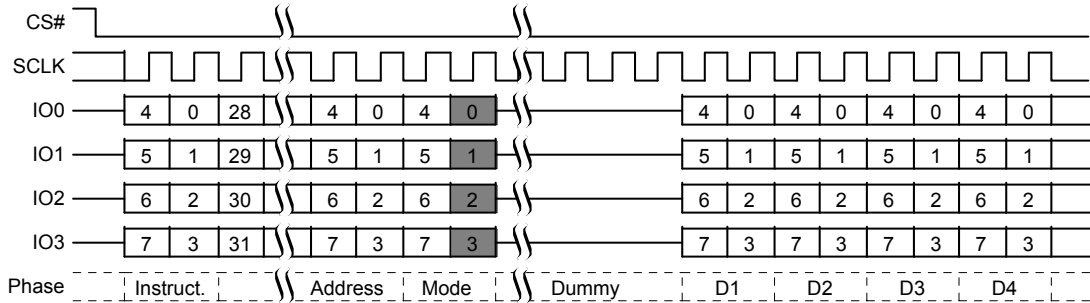 CS#
SCLK
IO0 4 0 28 4 0 4 0 4 0 4 0 4 0 4 0
IO1 5 1 29 5 1 5 1 5 1 5 1 5 1 5 1
IO2 6 2 30 6 2 6 2 6 2 6 2 6 2 6 2
IO3 7 3 31 7 3 7 3 7 3 7 3 7 3 7 3
Phase Instruct. Address Mode Dummy D1 D2 D3 D4